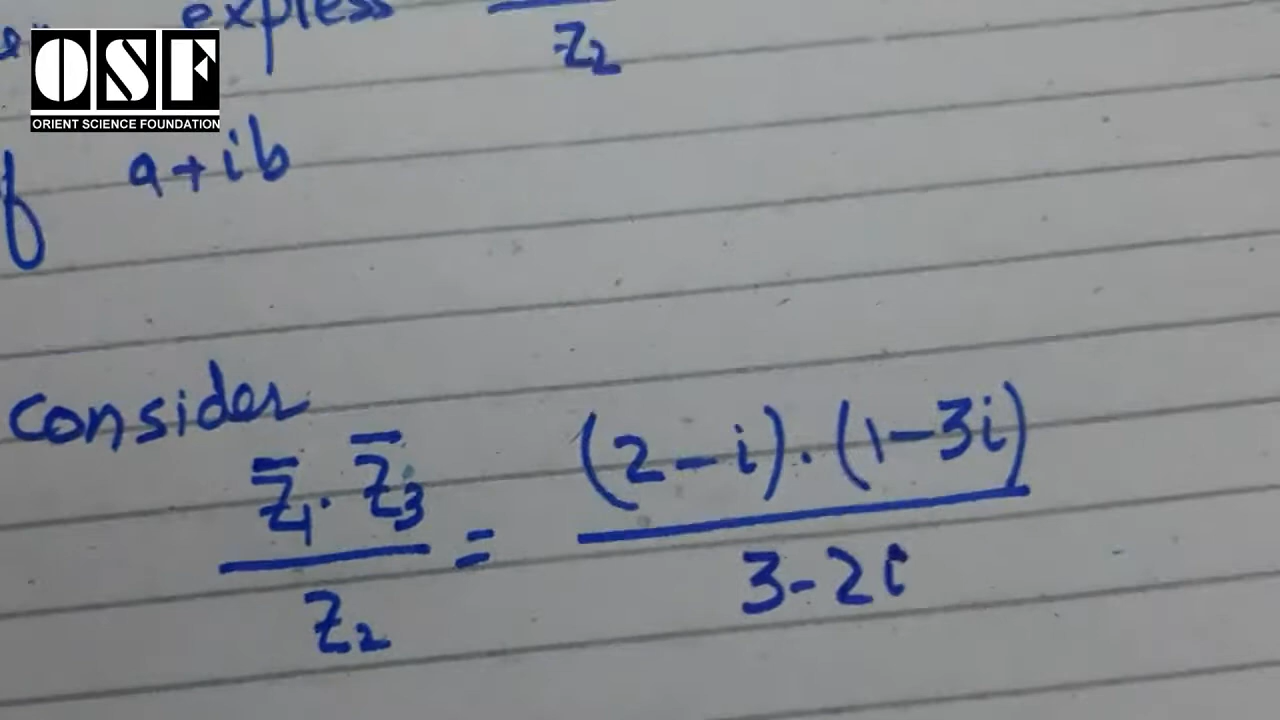 express z₂
OSF
ORIENT SCIENCE FOUNDATION
a+ib
consider
z̄₁ . z̄₃ / z₂ = (2-i).(1-3i) / 3-2i